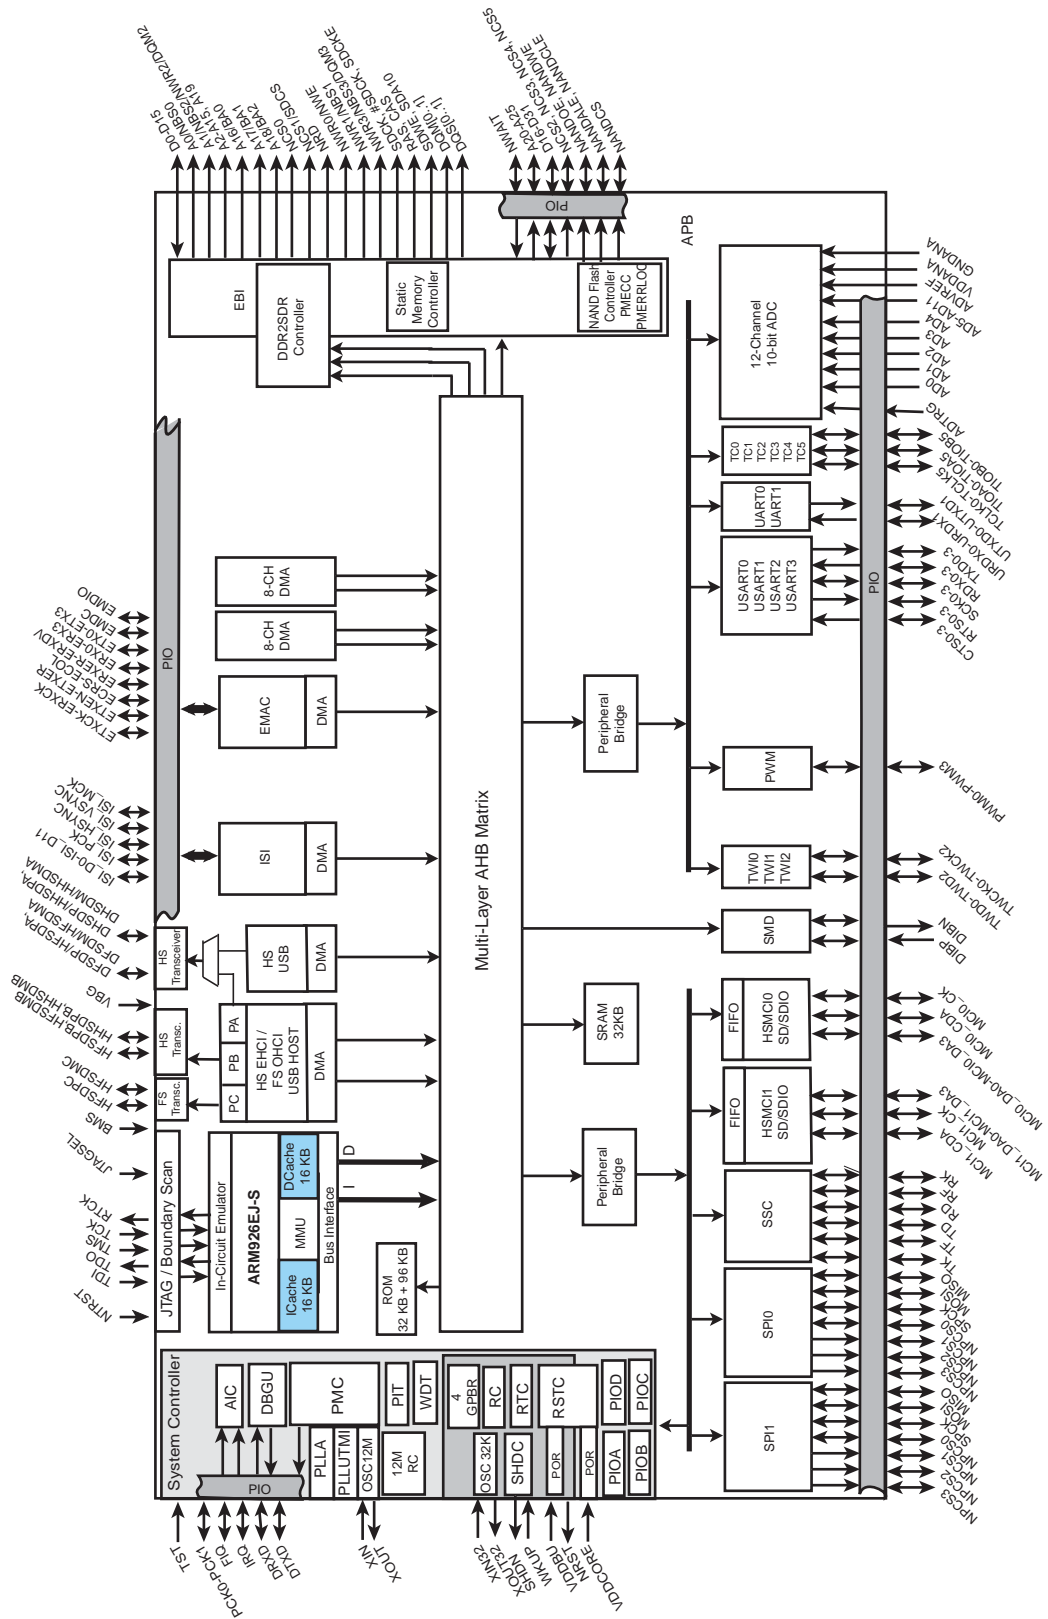 D0-D15
A0/NBS0
A1/NBS2/NWR2/DQM2
A2-A15, A19
A16/BA0
A17/BA1
A18/BA2
NCS0
NCS1/SDCS
NRD
NWR0/NWE
NWR1/NBS1
NWR3/NBS3/DQM3
SDCK, #SDCK, SDCKE
RAS, CAS
SDWE, SDA10
DQM[0..1]
DQS[0..1]
NWAIT
A20-A25
D16-D31
NCS2, NCS3, NCS4, NCS5
NANDOE, NANDWE
NANDALE, NANDCLE
NANDCS
PIO
EBI
DDR2SDR
Controller
Static
Memory
Controller
NAND Flash
Controller
PMECC
PMERRLOC
APB
GNDANA
VDDANA
ADVREF
AD5-AD11
AD4
AD3
AD2
AD1
AD0
ADTRG
12-Channel
10-bit ADC
TC0
TC1
TC2
TC3
TC4
TC5
TIOB0-TIOB5
TIOA0-TIOA5
TCLK0-TCLK5
UART0
UART1
UTXD0-UTXD1
URDX0-URDX1
USART0
USART1
USART2
USART3
TXD0-3
RDX0-3
SCK0-3
RTS0-3
CTS0-3
PIO
PWM
PWM0-PWM3
TWI0
TWI1
TWI2
TWCK0-TWCK2
TWD0-TWD2
SMD
DIBN
DIBP
FIFO
HSMCI0
SD/SDIO
MCI0_CK
MCI0_CDA
MCI0_DA0-MCI0_DA3
FIFO
HSMCI1
SD/SDIO
MCI1_DA0-MCI1_DA3
MCI1_CK
MCI1_CDA
SSC
RK
RF
RD
TD
TF
TK
SPI0
MISO
MOSI
SPCK
NPCS0
NPCS1
NPCS2
NPCS3
SPI1
MISO
MOSI
SPCK
NPCS0
NPCS1
NPCS2
NPCS3
8-CH
DMA
8-CH
DMA
EMAC
DMA
PIO
EMDIO
EMDC
ETX0-ETX3
ERX0-ERX3
ERXER-ERXDV
ECRS-ECOL
ETXEN-ETXER
ETXCK-ERXCK
ISI
DMA
ISI_MCK
ISI_VSYNC
ISI_HSYNC
ISI_PCK
ISI_D0-ISI_D11
HS
Transceiver
HS
USB
DMA
DHSDM/HHSDMA
DHSDP/HHSDPA,
DFSDM/HFSDMA
DFSDP/HFSDPA,
VBG
HS
Transc.
FS
Transc.
PA
PB
PC
HS EHCI /
FS OHCI
USB HOST
DMA
HHSDPB,HHSDMB
HFSDPB,HFSDMB
HFSDMC
HFSDPC
BMS
JTAGSEL
RTCK
TCK
TMS
TDO
TDI
NTRST
JTAG / Boundary Scan
In-Circuit Emulator
ARM926EJ-S
DCache
16 KB
MMU
ICache
16 KB
Bus Interface
D
I
ROM
32 KB + 96 KB
Multi-Layer AHB Matrix
Peripheral
Bridge
SRAM
32KB
Peripheral
Bridge
System Controller
AIC
DBGU
PIO
PMC
PLLA
PLLUTMI
OSC12M
PIT
WDT
12M
RC
4
GPBR
RC
RTC
OSC 32K
SHDC
RSTC
POR
POR
PIOD
PIOC
PIOA
PIOB
TST
PCK0-PCK1
FIQ
IRQ
DRXD
DTXD
XIN
XOUT
XIN32
XOUT32
SHDN
WKUP
VDDBU
NRST
VDDCORE